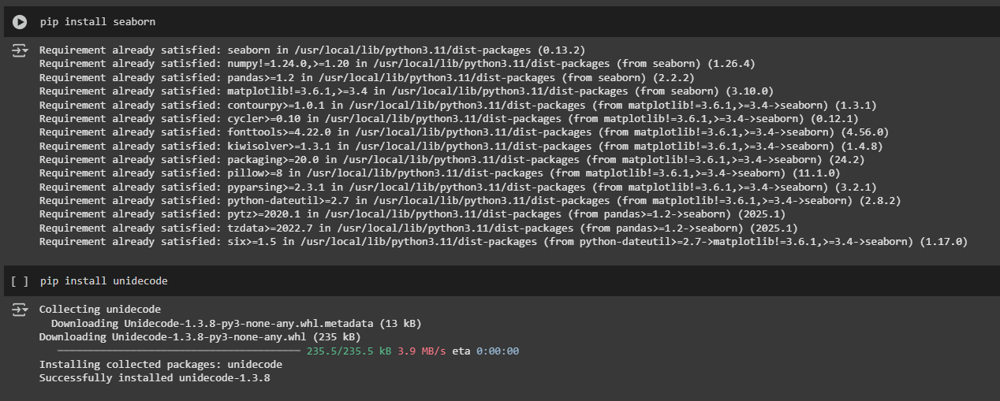 pip install seaborn
Requirement already satisfied: seaborn in /usr/local/lib/python3.11/dist-packages (0.13.2)
Requirement already satisfied: numpy!=1.24.0,>=1.20 in /usr/local/lib/python3.11/dist-packages (from seaborn) (1.26.4)
Requirement already satisfied: pandas>=1.2 in /usr/local/lib/python3.11/dist-packages (from seaborn) (2.2.2)
Requirement already satisfied: matplotlib!=3.6.1,>=3.4 in /usr/local/lib/python3.11/dist-packages (from seaborn) (3.10.0)
Requirement already satisfied: contourpy>=1.0.1 in /usr/local/lib/python3.11/dist-packages (from matplotlib!=3.6.1,>=3.4->seaborn) (1.3.1)
Requirement already satisfied: cycler>=0.10 in /usr/local/lib/python3.11/dist-packages (from matplotlib!=3.6.1,>=3.4->seaborn) (0.12.1)
Requirement already satisfied: fonttools>=4.22.0 in /usr/local/lib/python3.11/dist-packages (from matplotlib!=3.6.1,>=3.4->seaborn) (4.56.0)
Requirement already satisfied: kiwisolver>=1.3.1 in /usr/local/lib/python3.11/dist-packages (from matplotlib!=3.6.1,>=3.4->seaborn) (1.4.8)
Requirement already satisfied: packaging>=20.0 in /usr/local/lib/python3.11/dist-packages (from matplotlib!=3.6.1,>=3.4->seaborn) (24.2)
Requirement already satisfied: pillow>=8 in /usr/local/lib/python3.11/dist-packages (from matplotlib!=3.6.1,>=3.4->seaborn) (11.1.0)
Requirement already satisfied: pyparsing>=2.3.1 in /usr/local/lib/python3.11/dist-packages (from matplotlib!=3.6.1,>=3.4->seaborn) (3.2.1)
Requirement already satisfied: python-dateutil>=2.7 in /usr/local/lib/python3.11/dist-packages (from matplotlib!=3.6.1,>=3.4->seaborn) (2.8.2)
Requirement already satisfied: pytz>=2020.1 in /usr/local/lib/python3.11/dist-packages (from pandas>=1.2->seaborn) (2025.1)
Requirement already satisfied: tzdata>=2022.7 in /usr/local/lib/python3.11/dist-packages (from pandas>=1.2->seaborn) (2025.1)
Requirement already satisfied: six>=1.5 in /usr/local/lib/python3.11/dist-packages (from python-dateutil>=2.7->matplotlib!=3.6.1,>=3.4->seaborn) (1.17.0)
[ ] pip install unidecode
Collecting unidecode
Downloading Unidecode-1.3.8-py3-none-any.whl.metadata (13 kB)
Downloading Unidecode-1.3.8-py3-none-any.whl (235 kB)
235.5/235.5 kB 3.9 MB/s eta 0:00:00
Installing collected packages: unidecode
Successfully installed unidecode-1.3.8